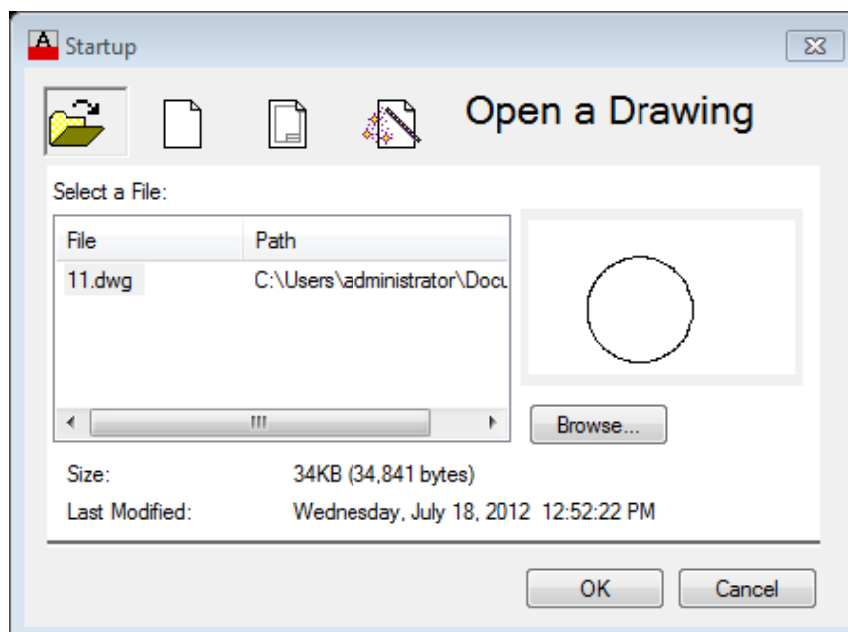 Startup
Open a Drawing
Select a File:
File Path
11.dwg C:\Users\administrator\Docu
Browse...
Size: 34KB (34,841 bytes)
Last Modified: Wednesday, July 18, 2012 12:52:22 PM
OK Cancel